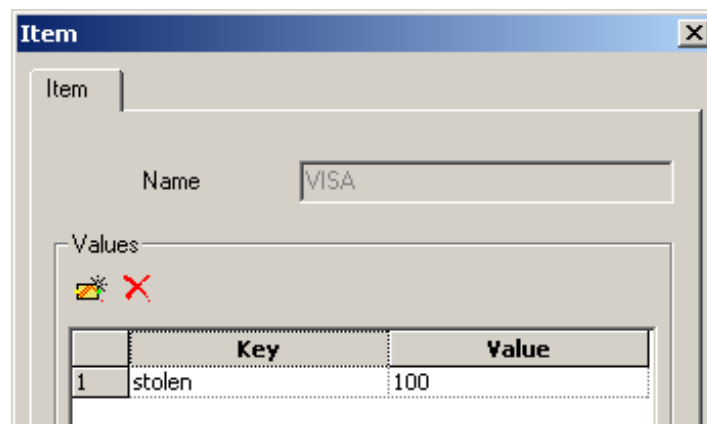 Item
Item
Name VISA
Values
Key Value
1 stolen 100